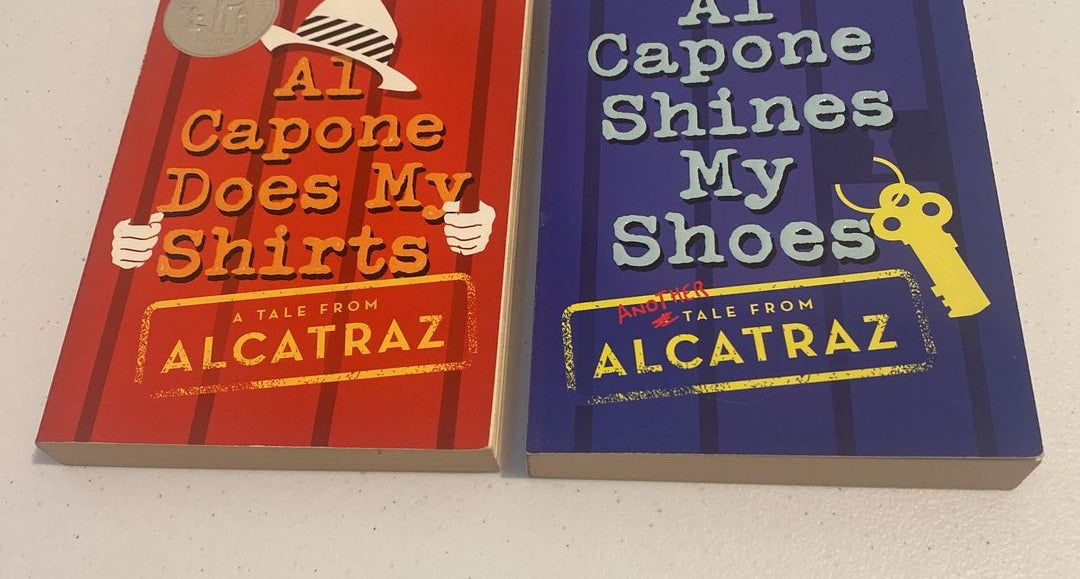 Al
Capone
Does My
Shirts
A TALE FROM
ALCATRAZ
Al
Capone
Shines
My
Shoes
ANOTHER
A TALE FROM
ALCATRAZ